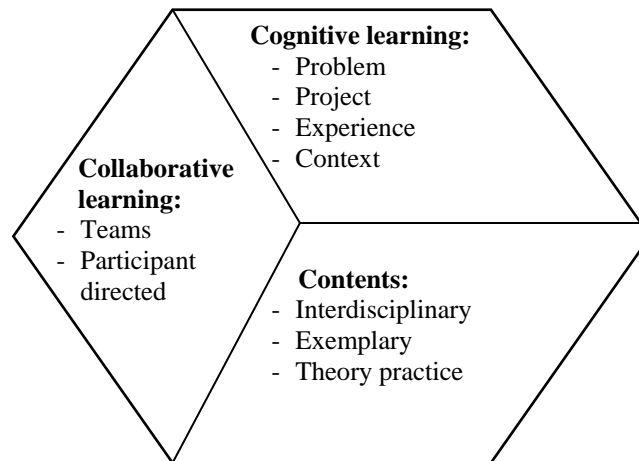 Cognitive learning:
- Problem
- Project
- Experience
- Context
Collaborative
learning:
- Teams
- Participant
directed
Contents:
- Interdisciplinary
- Exemplary
- Theory practice